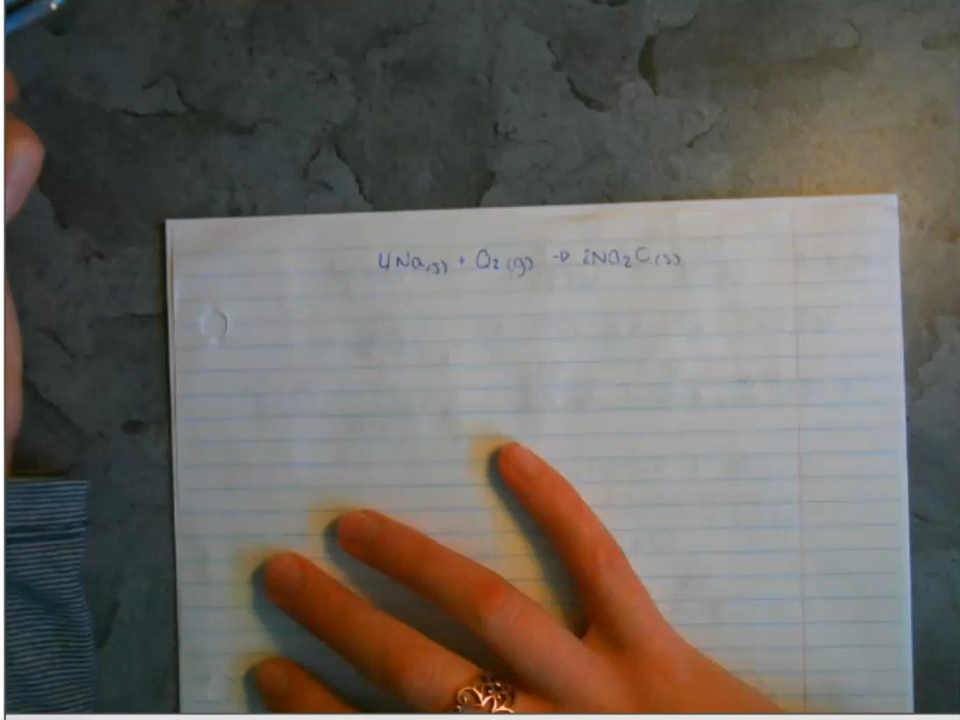 4Na(s) + O₂(g) → 2Na₂O(s)